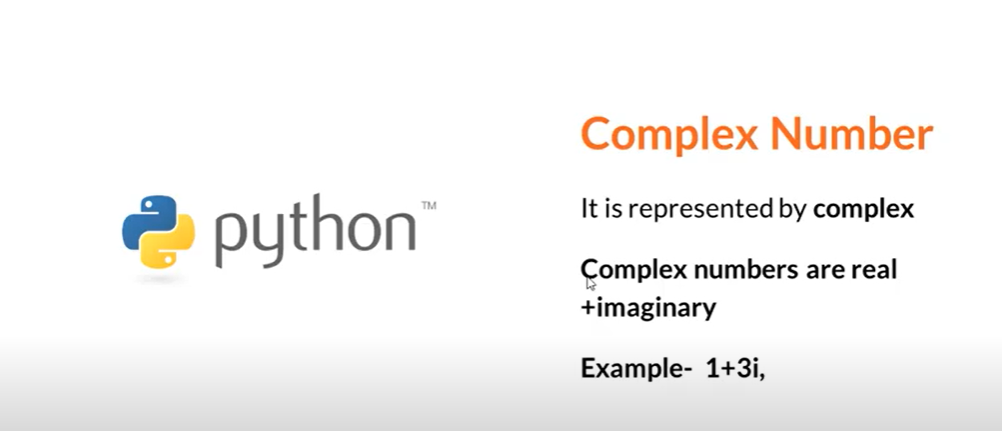 python™
Complex Number
It is represented by complex
Complex numbers are real
+imaginary
Example- 1+3i,